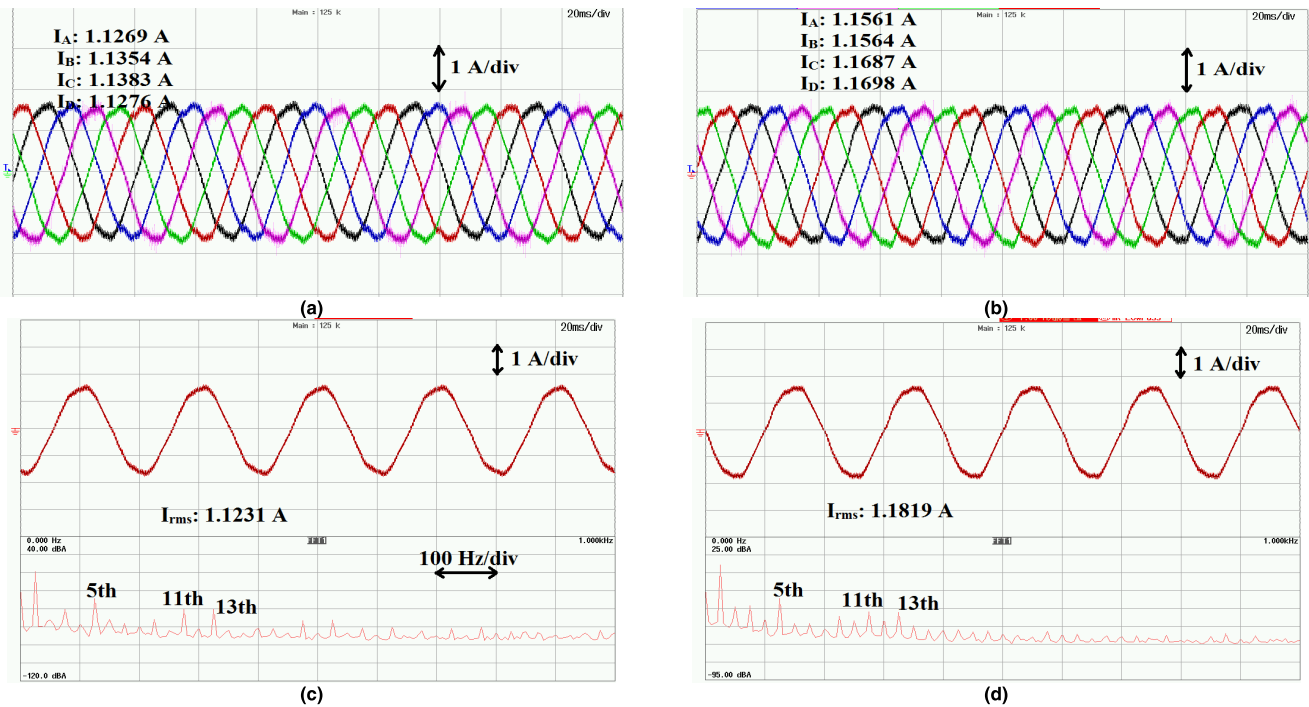 Main : 125 k
20ms/div
IA: 1.1269 A
IB: 1.1354 A
IC: 1.1383 A
ID: 1.1276 A
1 A/div
(a)
Main : 125 k
20ms/div
IA: 1.1561 A
IB: 1.1564 A
IC: 1.1687 A
ID: 1.1698 A
1 A/div
(b)
Main : 125 k
20ms/div
1 A/div
Irms: 1.1231 A
0.000 Hz
1.000kHz
40.00 dBA
100 Hz/div
5th
11th
13th
-120.0 dBA
(c)
Main : 125 k
20ms/div
1 A/div
Irms: 1.1819 A
0.000 Hz
1.000kHz
25.00 dBA
5th
11th
13th
-95.00 dBA
(d)